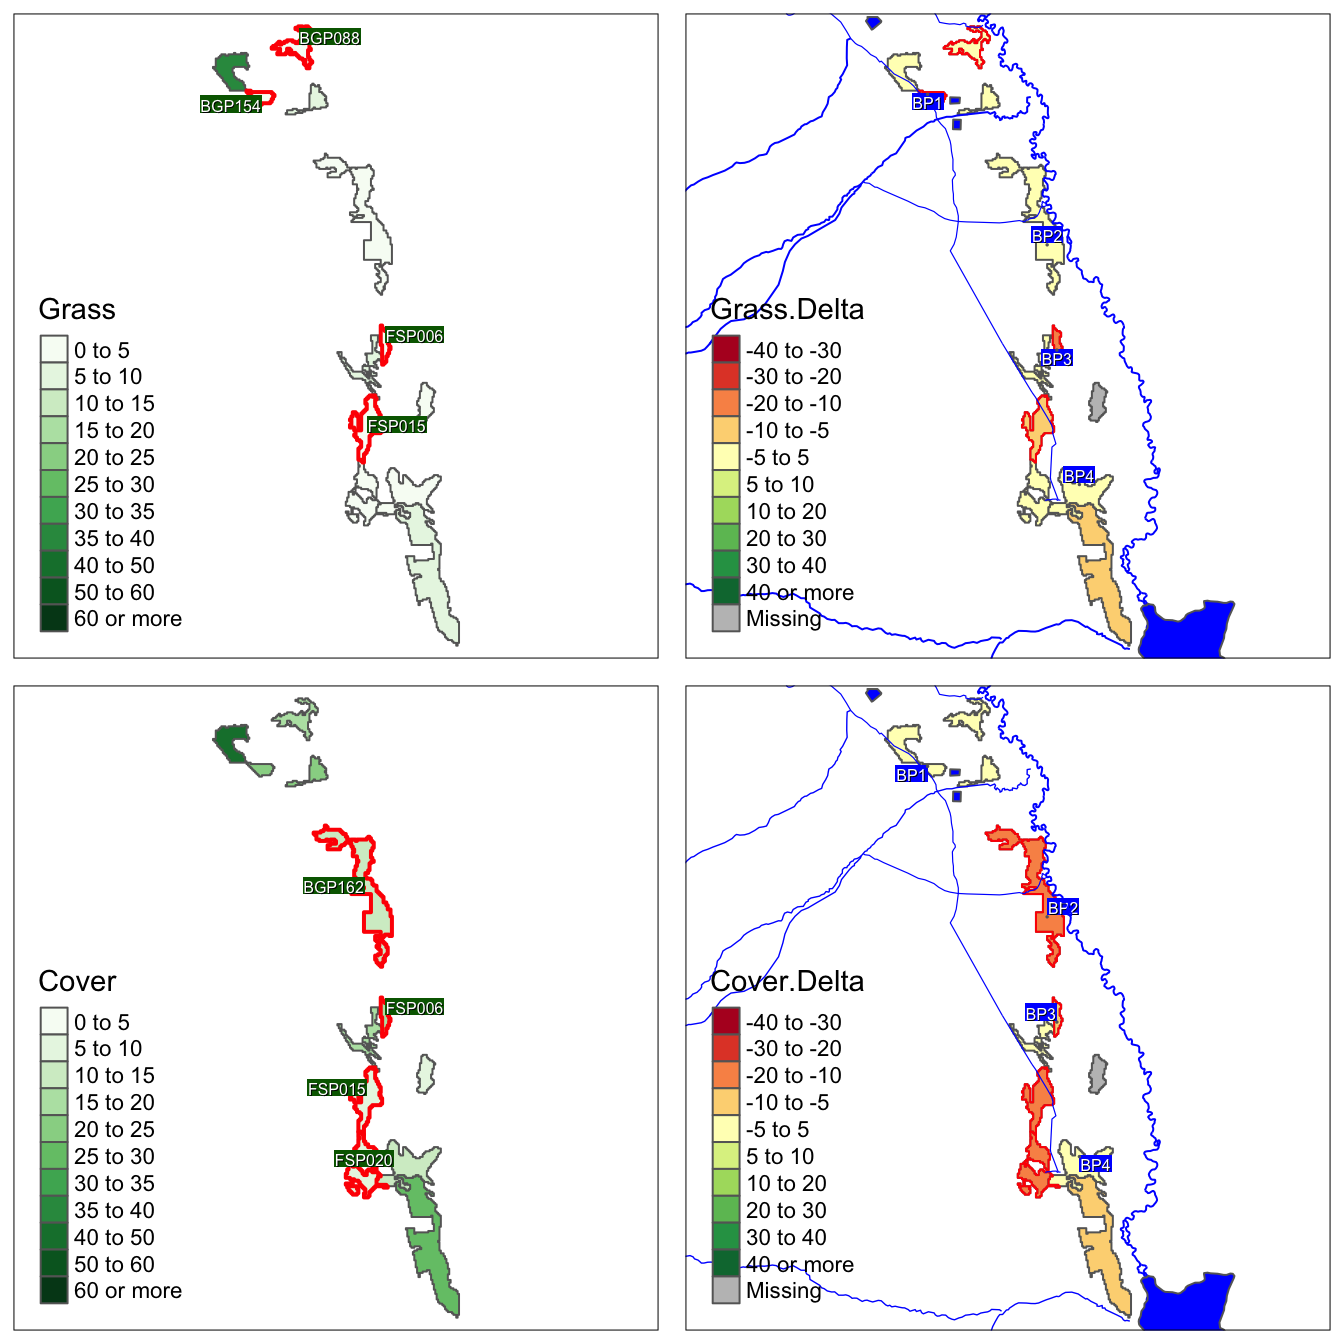 BGP088
BGP154
FSP006
FSP015
Grass
0 to 5
5 to 10
10 to 15
15 to 20
20 to 25
25 to 30
30 to 35
35 to 40
40 to 50
50 to 60
60 or more
BP1
BP2
BP3
BP4
Grass.Delta
-40 to -30
-30 to -20
-20 to -10
-10 to -5
-5 to 5
5 to 10
10 to 20
20 to 30
30 to 40
40 or more
Missing
BGP162
FSP006
FSP015
FSP020
Cover
0 to 5
5 to 10
10 to 15
15 to 20
20 to 25
25 to 30
30 to 35
35 to 40
40 to 50
50 to 60
60 or more
BP1
BP2
BP3
BP4
Cover.Delta
-40 to -30
-30 to -20
-20 to -10
-10 to -5
-5 to 5
5 to 10
10 to 20
20 to 30
30 to 40
40 or more
Missing